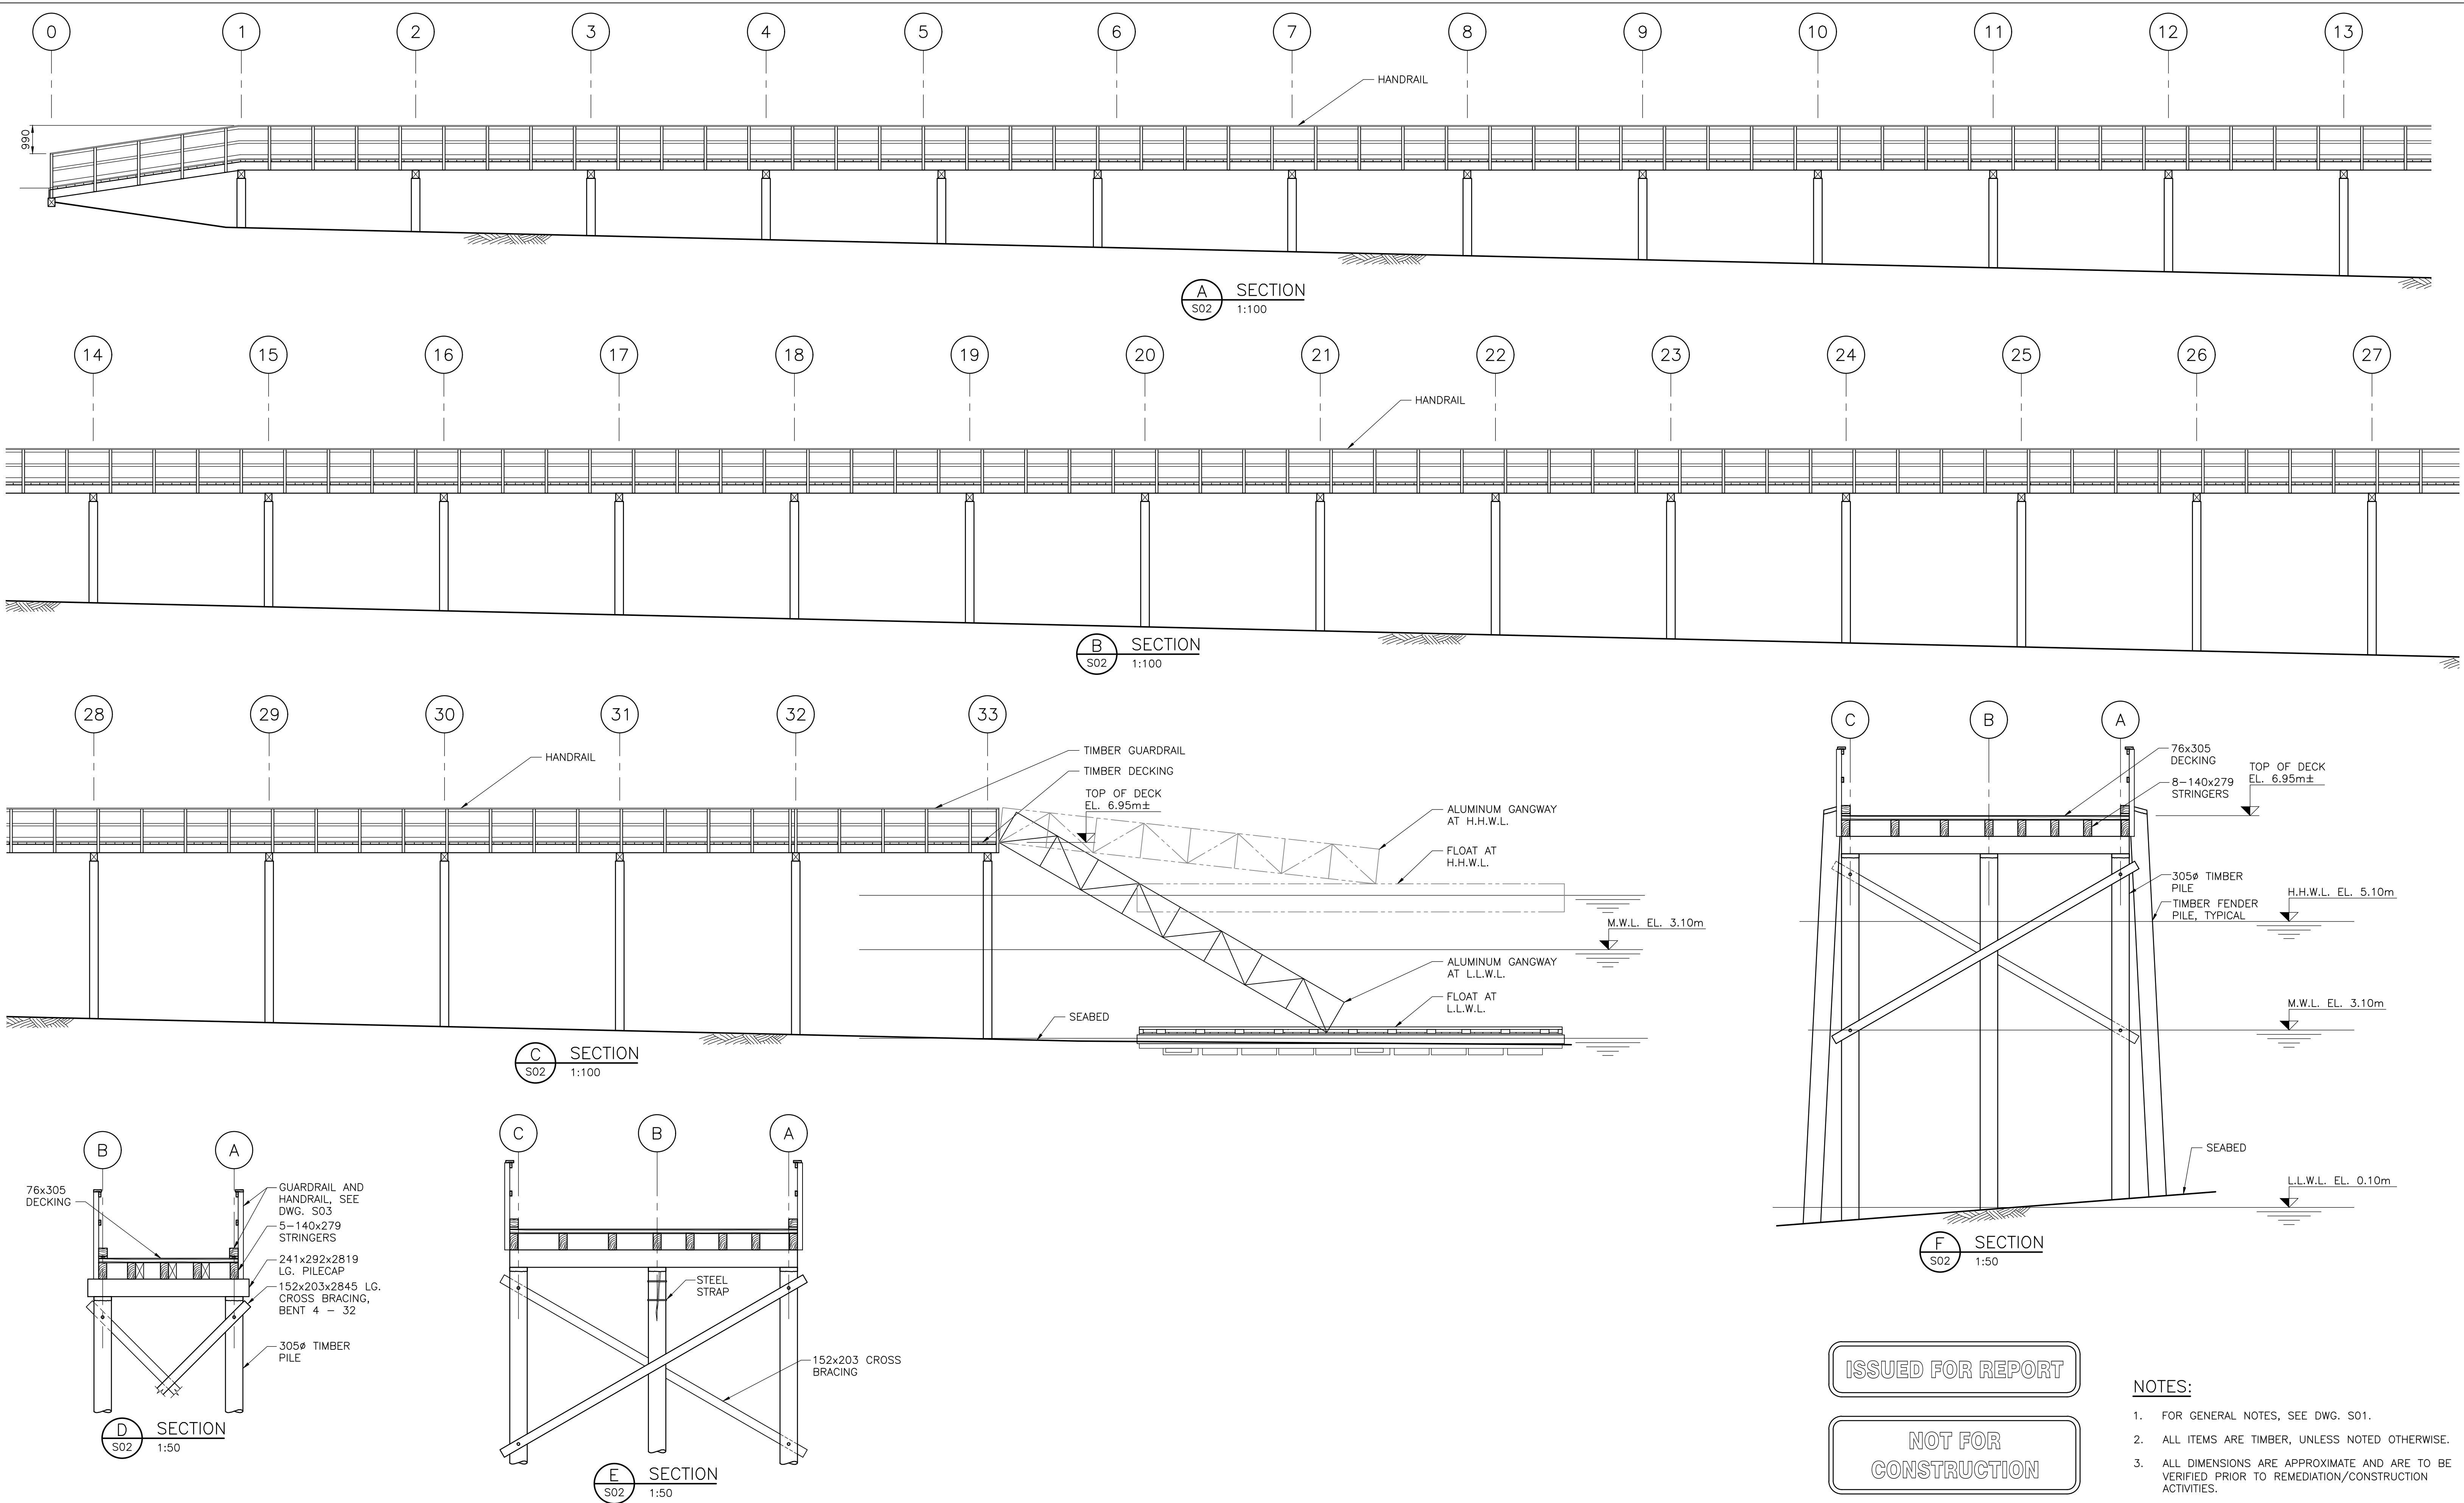 0 1 2 3 4 5 6 7 8 9 10 11 12 13
HANDRAIL
990
A SECTION
S02 1:100
14 15 16 17 18 19 20 21 22 23 24 25 26 27
HANDRAIL
B SECTION
S02 1:100
28 29 30 31 32 33
HANDRAIL
TIMBER GUARDRAIL
TIMBER DECKING
TOP OF DECK
EL. 6.95m±
ALUMINUM GANGWAY
AT H.H.W.L.
FLOAT AT
H.H.W.L.
M.W.L. EL. 3.10m
ALUMINUM GANGWAY
AT L.L.W.L.
FLOAT AT
L.L.W.L.
SEABED
C SECTION
S02 1:100
C B A
76x305
DECKING
8-140x279
STRINGERS
TOP OF DECK
EL. 6.95m±
305ø TIMBER
PILE
TIMBER FENDER
PILE, TYPICAL
H.H.W.L. EL. 5.10m
M.W.L. EL. 3.10m
SEABED
L.L.W.L. EL. 0.10m
F SECTION
S02 1:50
B A
76x305
DECKING
GUARDRAIL AND
HANDRAIL, SEE
DWG. S03
5-140x279
STRINGERS
241x292x2819
LG. PILECAP
152x203x2845 LG.
CROSS BRACING,
BENT 4 - 32
305ø TIMBER
PILE
D SECTION
S02 1:50
C B A
STEEL
STRAP
152x203 CROSS
BRACING
E SECTION
S02 1:50
ISSUED FOR REPORT
NOT FOR
CONSTRUCTION
NOTES:
1. FOR GENERAL NOTES, SEE DWG. S01.
2. ALL ITEMS ARE TIMBER, UNLESS NOTED OTHERWISE.
3. ALL DIMENSIONS ARE APPROXIMATE AND ARE TO BE
VERIFIED PRIOR TO REMEDIATION/CONSTRUCTION
ACTIVITIES.